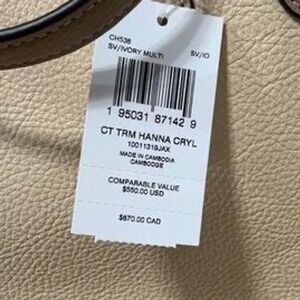 CH536
SV/IVORY MULTI SV/IO
1 95031 87142 9
CT TRM HANNA CRYL
10011319JAX
MADE IN CAMBODIA
CAMBODGE
COMPARABLE VALUE
$550.00 USD
$670.00 CAD